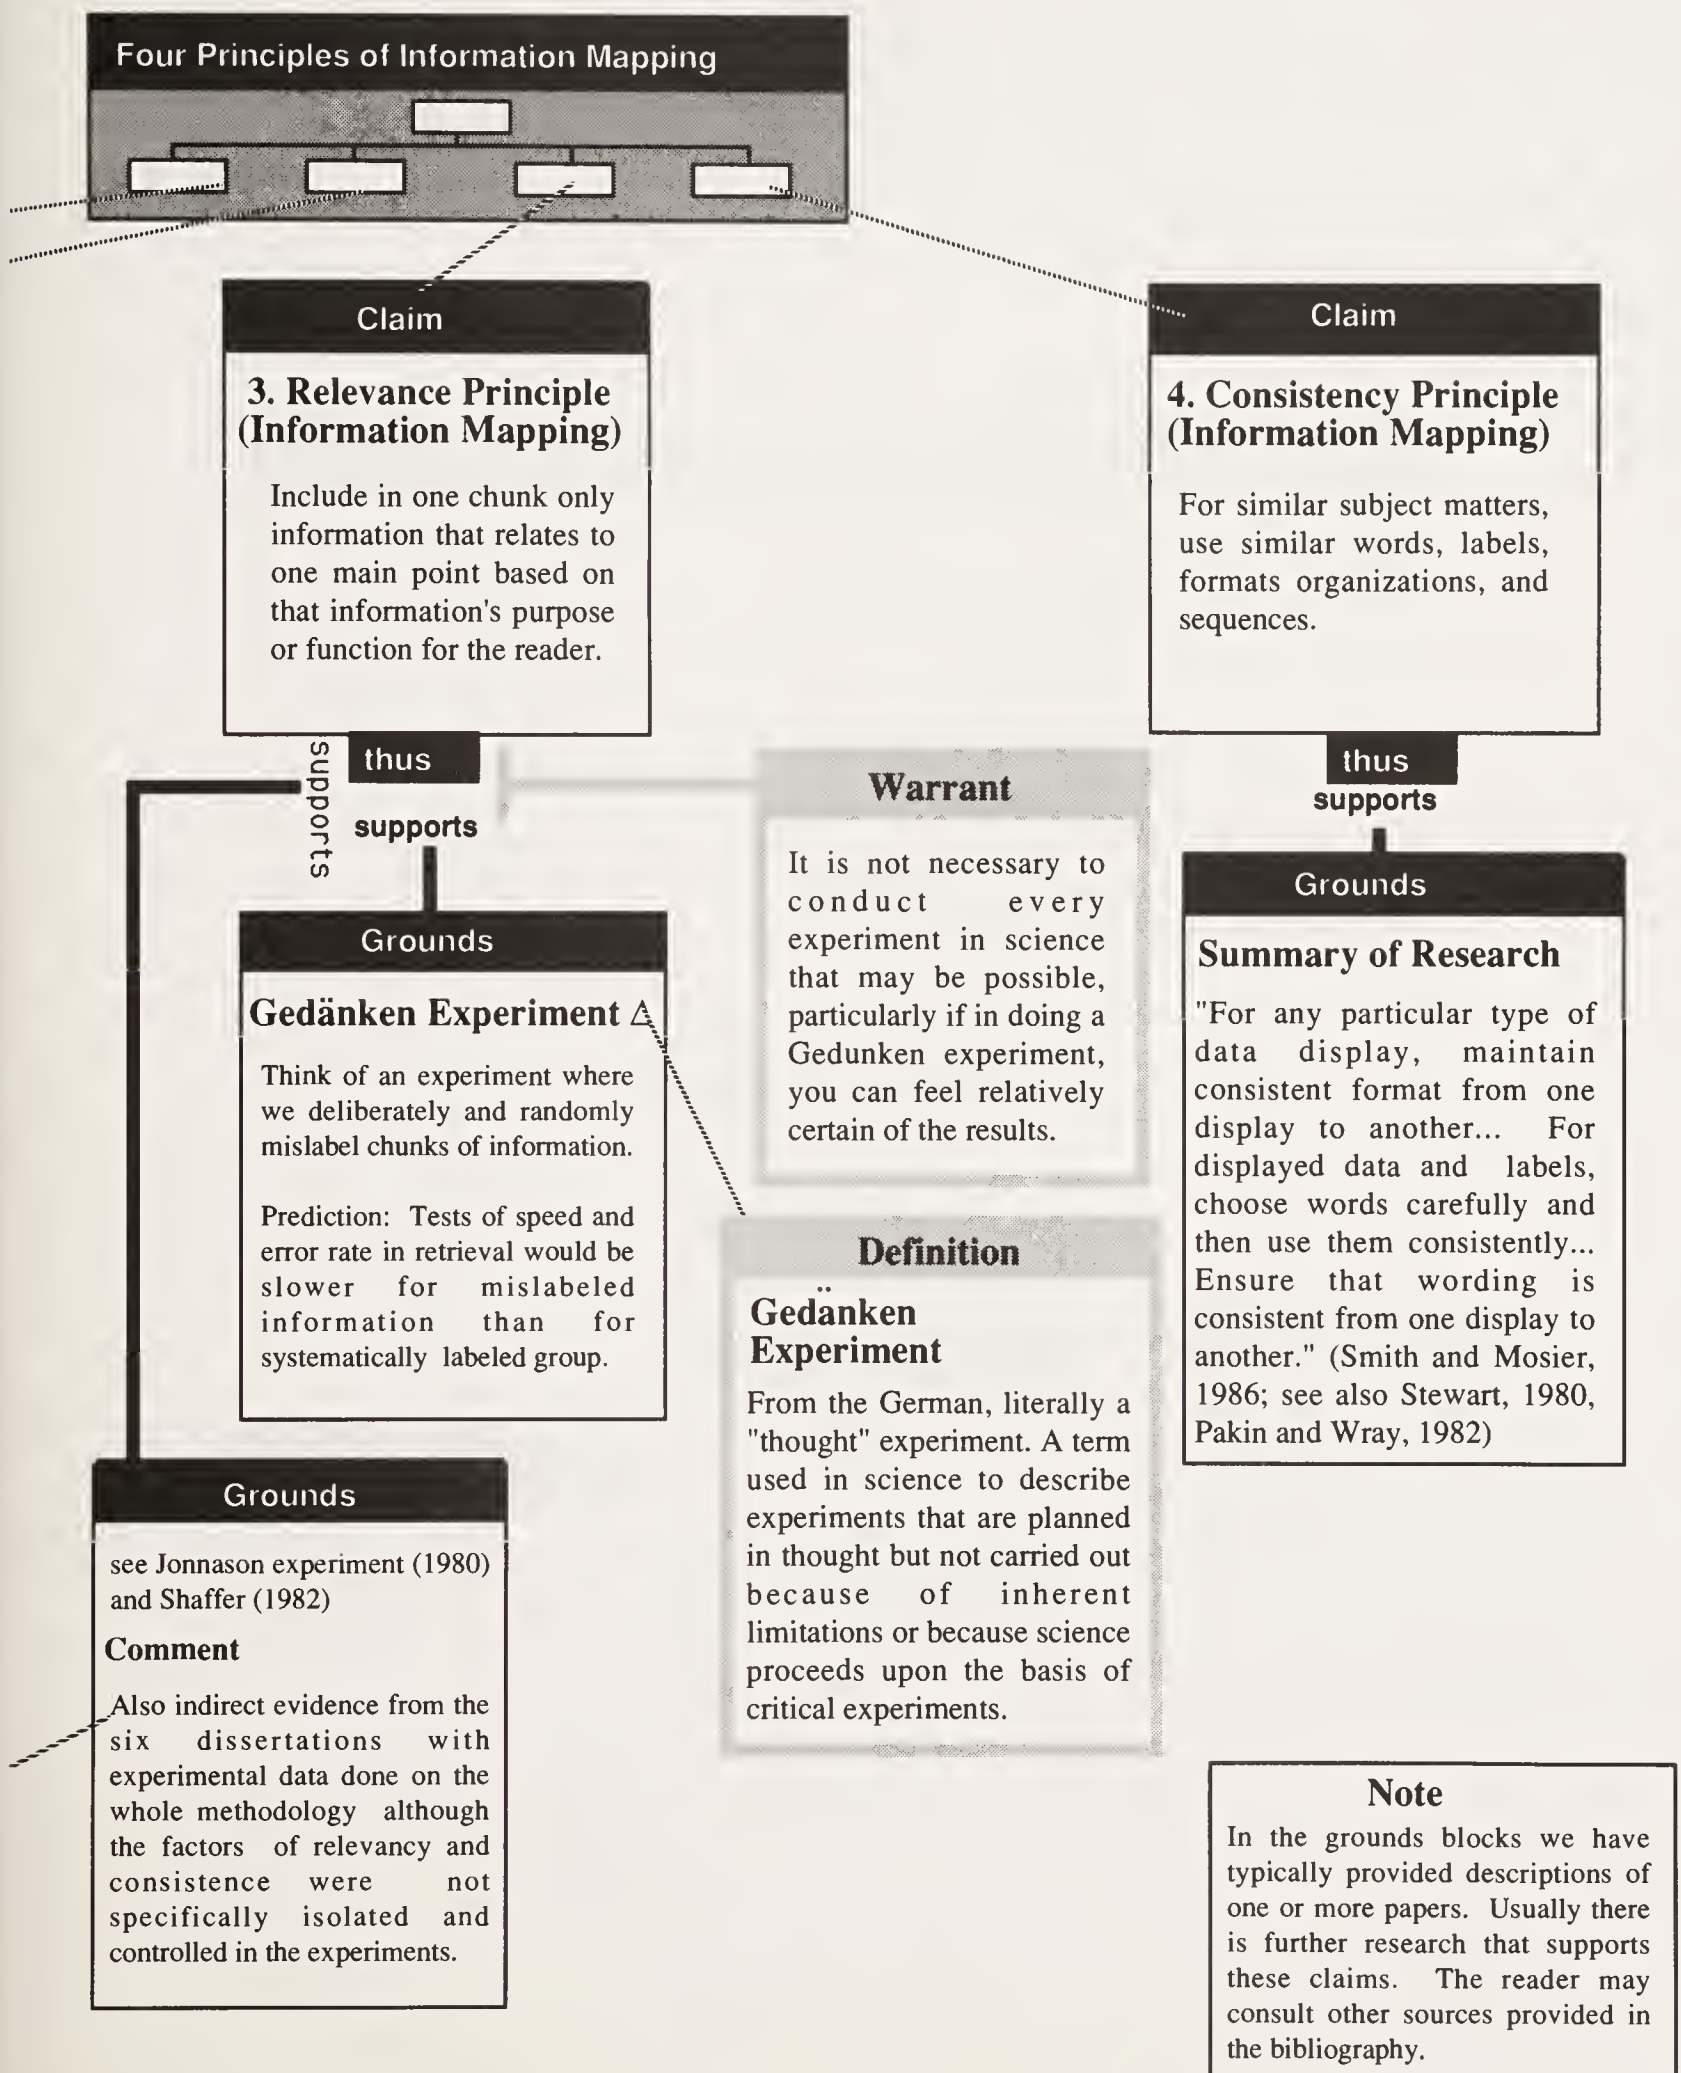 Four Principles of Information Mapping
Claim
3. Relevance Principle
(Information Mapping)
Include in one chunk only
information that relates to
one main point based on
that information's purpose
or function for the reader.
supports
thus
supports
Grounds
Gedänken Experiment Δ
Think of an experiment where
we deliberately and randomly
mislabel chunks of information.
Prediction: Tests of speed and
error rate in retrieval would be
slower for mislabeled
information than for
systematically labeled group.
Grounds
see Jonnason experiment (1980)
and Shaffer (1982)
Comment
Also indirect evidence from the
six dissertations with
experimental data done on the
whole methodology although
the factors of relevancy and
consistence were not
specifically isolated and
controlled in the experiments.
Warrant
It is not necessary to
conduct every
experiment in science
that may be possible,
particularly if in doing a
Gedunken experiment,
you can feel relatively
certain of the results.
Definition
Gedänken
Experiment
From the German, literally a
"thought" experiment. A term
used in science to describe
experiments that are planned
in thought but not carried out
because of inherent
limitations or because science
proceeds upon the basis of
critical experiments.
Claim
4. Consistency Principle
(Information Mapping)
For similar subject matters,
use similar words, labels,
formats organizations, and
sequences.
thus
supports
Grounds
Summary of Research
"For any particular type of
data display, maintain
consistent format from one
display to another... For
displayed data and labels,
choose words carefully and
then use them consistently...
Ensure that wording is
consistent from one display to
another." (Smith and Mosier,
1986; see also Stewart, 1980,
Pakin and Wray, 1982)
Note
In the grounds blocks we have
typically provided descriptions of
one or more papers. Usually there
is further research that supports
these claims. The reader may
consult other sources provided in
the bibliography.